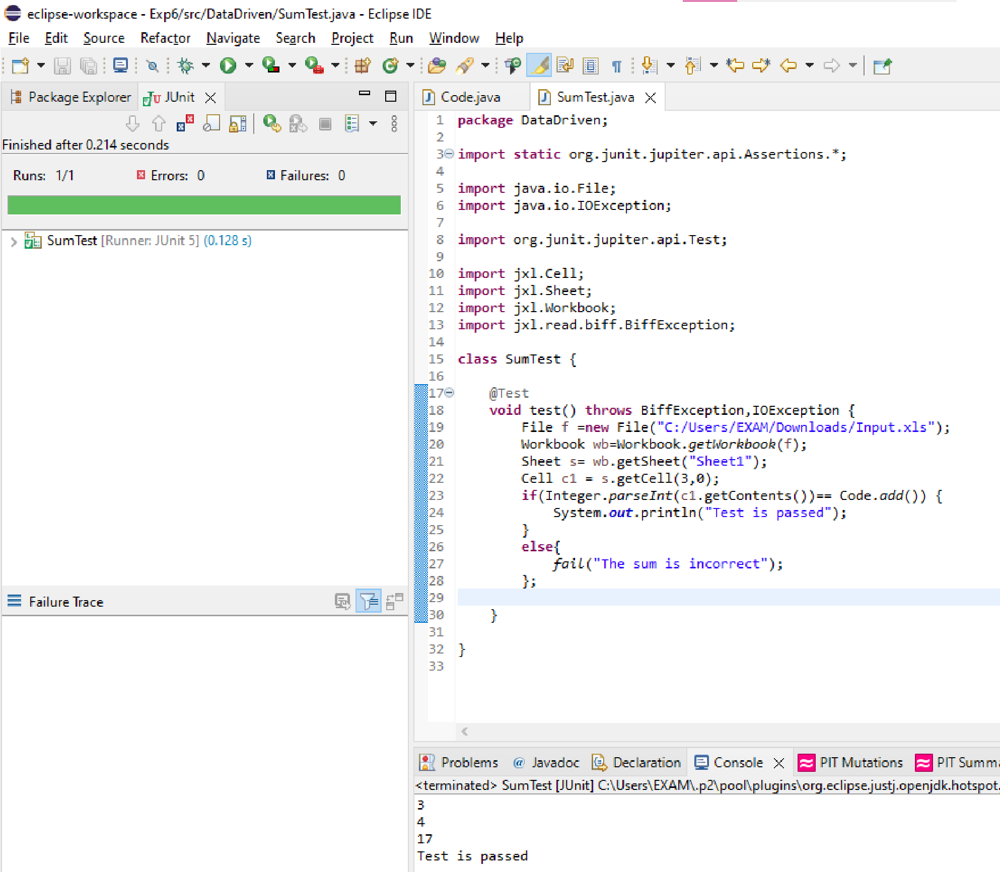 eclipse-workspace - Exp6/src/DataDriven/SumTest.java - Eclipse IDE
File Edit Source Refactor Navigate Search Project Run Window Help
Package Explorer JUnit
Finished after 0.214 seconds
Runs: 1/1 Errors: 0 Failures: 0
SumTest [Runner: JUnit 5] (0.128 s)
Failure Trace
Code.java SumTest.java
1 package DataDriven;
2
3 import static org.junit.jupiter.api.Assertions.*;
4
5 import java.io.File;
6 import java.io.IOException;
7
8 import org.junit.jupiter.api.Test;
9
10 import jxl.Cell;
11 import jxl.Sheet;
12 import jxl.Workbook;
13 import jxl.read.biff.BiffException;
14
15 class SumTest {
16
17     @Test
18     void test() throws BiffException,IOException {
19         File f =new File("C:/Users/EXAM/Downloads/Input.xls");
20         Workbook wb=Workbook.getWorkbook(f);
21         Sheet s= wb.getSheet("Sheet1");
22         Cell c1 = s.getCell(3,0);
23         if(Integer.parseInt(c1.getContents())== Code.add()) {
24             System.out.println("Test is passed");
25         }
26         else{
27             fail("The sum is incorrect");
28         };
29
30     }
31
32 }
33
Problems @ Javadoc Declaration Console PIT Mutations PIT Summa
<terminated> SumTest [JUnit] C:\Users\EXAM\.p2\pool\plugins\org.eclipse.justj.openjdk.hotspot.
3
4
17
Test is passed